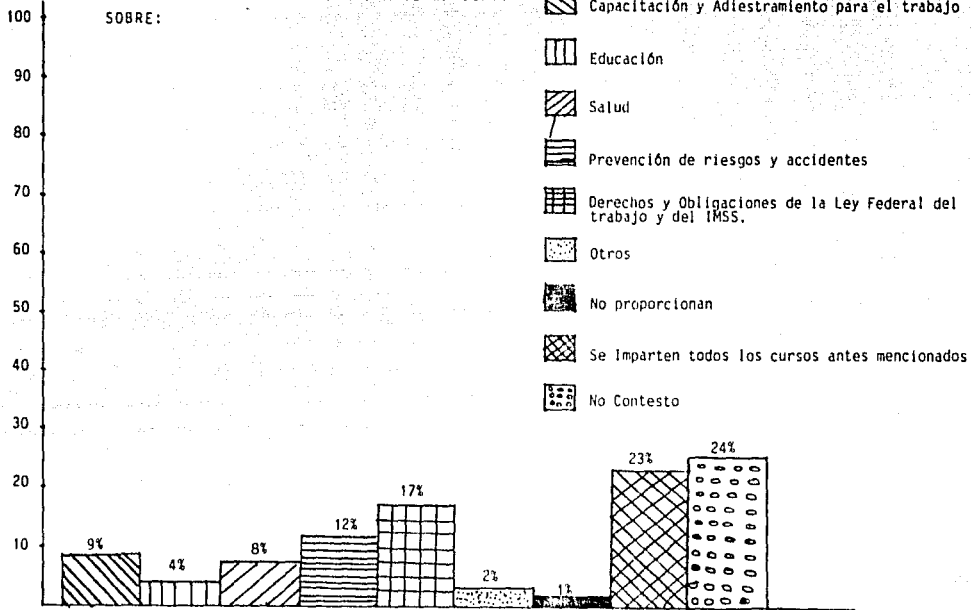 100
SOBRE:
Capacitación y Adiestramiento para el trabajo
Educación
Salud
Prevención de riesgos y accidentes
Derechos y Obligaciones de la Ley Federal del
trabajo y del IMSS.
Otros
No proporcionan
Se Imparten todos los cursos antes mencionados
No Contesto
90
80
70
60
50
40
30
20
10
9%
4%
8%
12%
17%
2%
1%
23%
24%